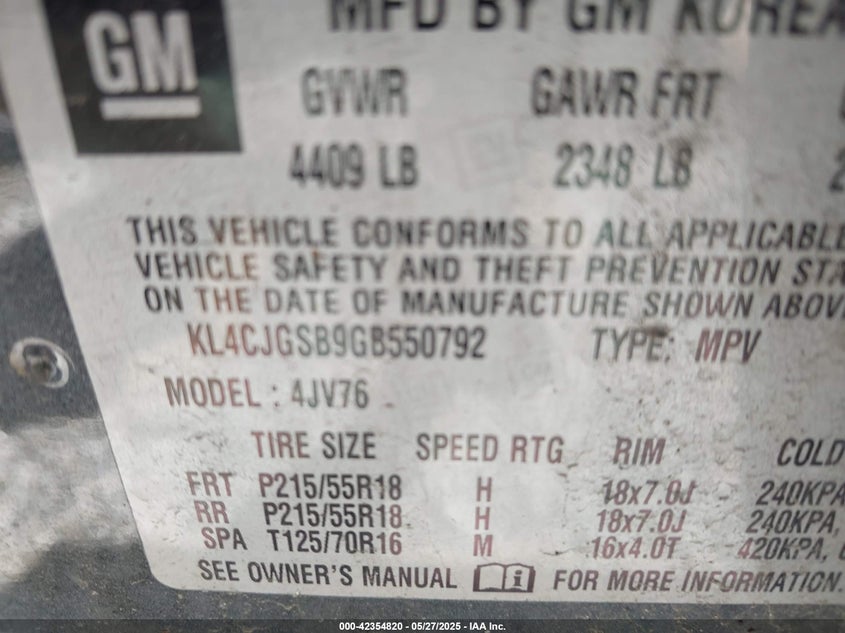 GM
MFD BY GM KOREA
GVWR GAWR FRT
4409 LB 2348 LB
THIS VEHICLE CONFORMS TO ALL APPLICABLE
VEHICLE SAFETY AND THEFT PREVENTION STA
ON THE DATE OF MANUFACTURE SHOWN ABOVE
KL4CJGSB9GB550792 TYPE: MPV
MODEL : 4JV76
TIRE SIZE SPEED RTG RIM COLD
FRT P215/55R18 H 18x7.0J 240KPA
RR P215/55R18 H 18x7.0J 240KPA,
SPA T125/70R16 M 16x4.0T 420KPA,
SEE OWNER'S MANUAL i FOR MORE INFORMATION.
000-42354820 — 05/27/2025 — IAA Inc.